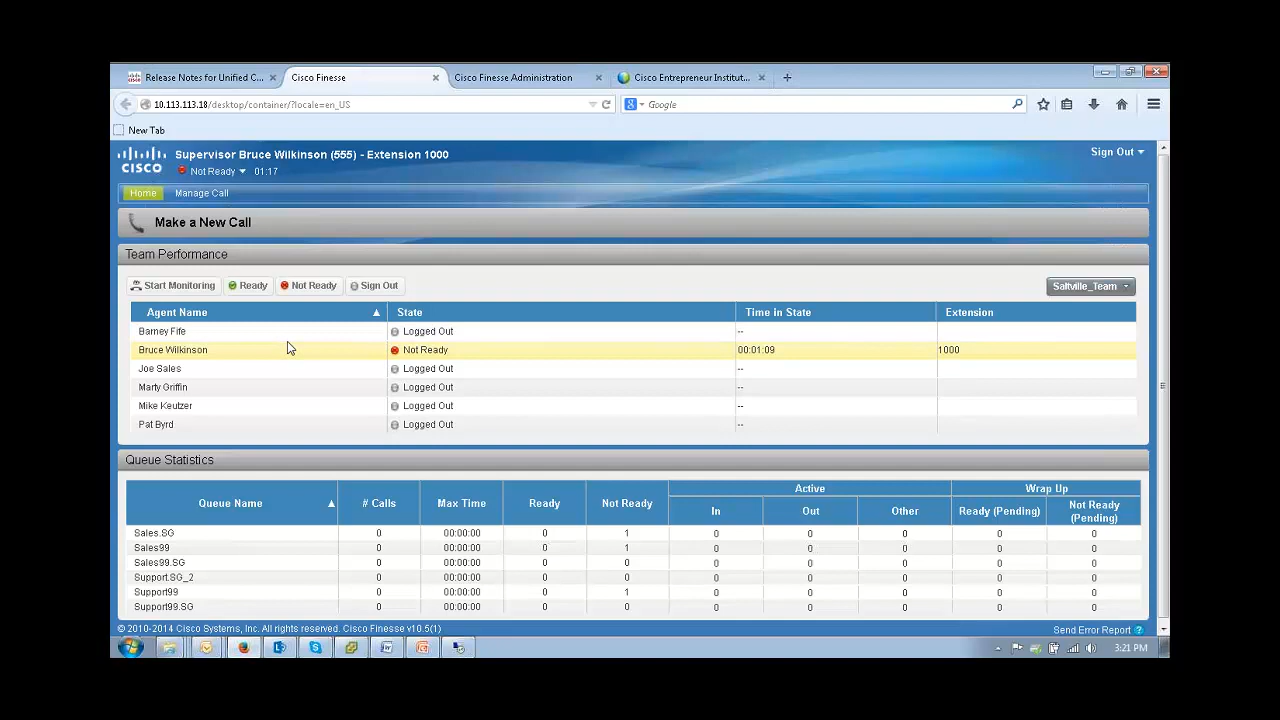 Release Notes for Unified C... Cisco Finesse Cisco Finesse Administration Cisco Entrepreneur Institut...
10.113.113.18/desktop/container/?locale=en_US Google
New Tab
CISCO Supervisor Bruce Wilkinson (555) - Extension 1000 Sign Out
Not Ready 01:17
Home Manage Call
Make a New Call
Team Performance
Start Monitoring Ready Not Ready Sign Out Saltville_Team
Agent Name State Time in State Extension
Barney Fife Logged Out --
Bruce Wilkinson Not Ready 00:01:09 1000
Joe Sales Logged Out --
Marty Griffin Logged Out --
Mike Keutzer Logged Out --
Pat Byrd Logged Out --
Queue Statistics
Active Wrap Up
Queue Name # Calls Max Time Ready Not Ready In Out Other Ready (Pending) Not Ready (Pending)
Sales.SG 0 00:00:00 0 1 0 0 0 0 0
Sales99 0 00:00:00 0 1 0 0 0 0 0
Sales99.SG 0 00:00:00 0 0 0 0 0 0 0
Support.SG_2 0 00:00:00 0 0 0 0 0 0 0
Support99 0 00:00:00 0 1 0 0 0 0 0
Support99.SG 0 00:00:00 0 0 0 0 0 0 0
© 2010-2014 Cisco Systems, Inc. All rights reserved. Cisco Finesse v10.5(1) Send Error Report
3:21 PM